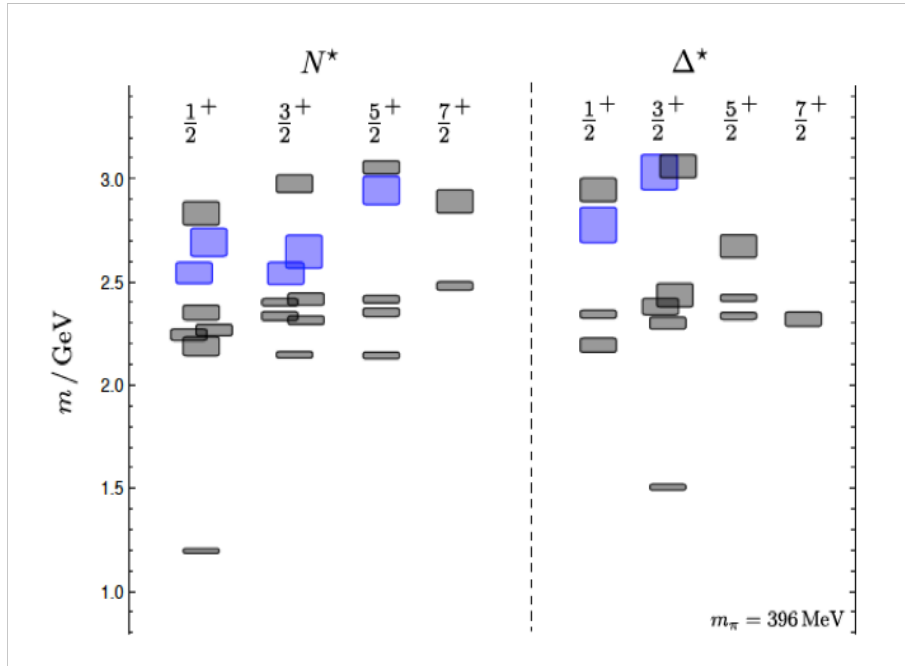 N⋆ Δ⋆
1/2+ 3/2+ 5/2+ 7/2+ 1/2+ 3/2+ 5/2+ 7/2+
3.0
2.5
m / GeV
2.0
1.5
1.0
mπ = 396 MeV